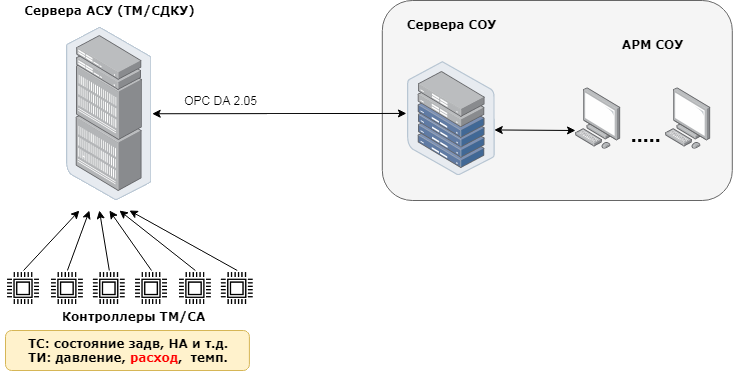 Сервера АСУ (ТМ/СДКУ)
Сервера СОУ
АРМ СОУ
OPC DA 2.05
.....
Контроллеры ТМ/СА
ТС: состояние задв, НА и т.д.
ТИ: давление, расход, темп.